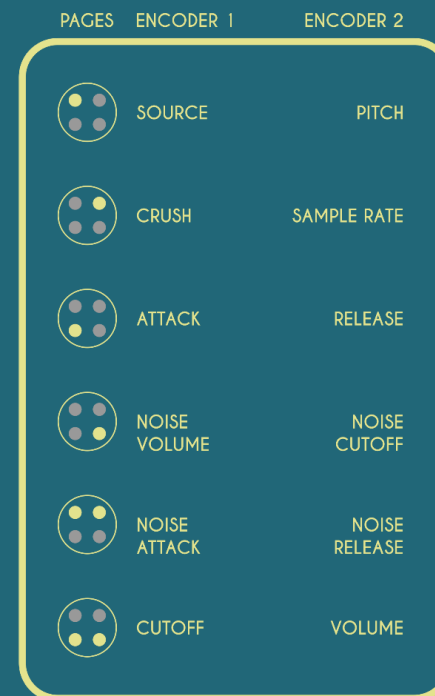 PAGES ENCODER 1 ENCODER 2
SOURCE PITCH
CRUSH SAMPLE RATE
ATTACK RELEASE
NOISE NOISE
VOLUME CUTOFF
NOISE NOISE
ATTACK RELEASE
CUTOFF VOLUME